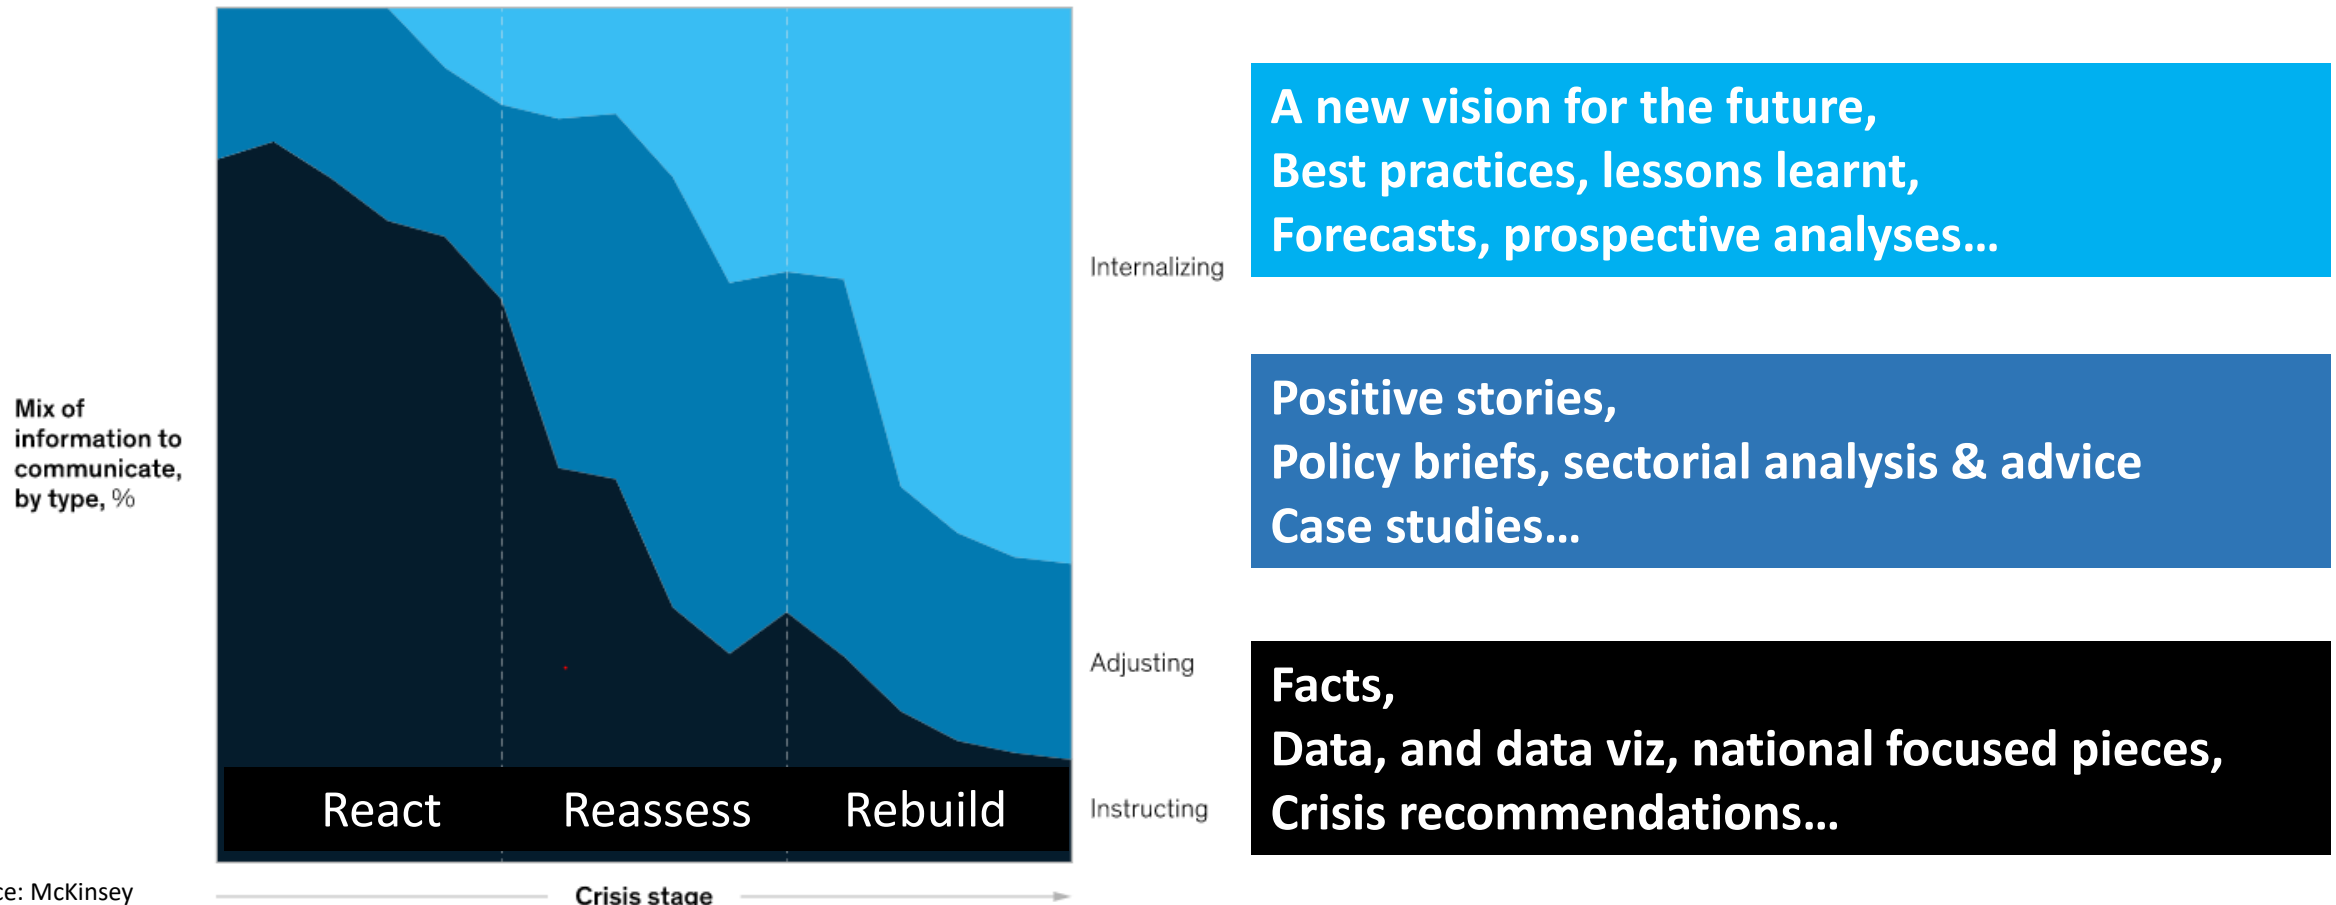 A new vision for the future,
Best practices, lessons learnt,
Forecasts, prospective analyses…
Internalizing
Positive stories,
Policy briefs, sectorial analysis & advice
Case studies…
Mix of
information to
communicate,
by type, %
Adjusting
Facts,
Data, and data viz, national focused pieces,
Crisis recommendations…
React
Reassess
Rebuild
Instructing
Crisis stage
ce: McKinsey